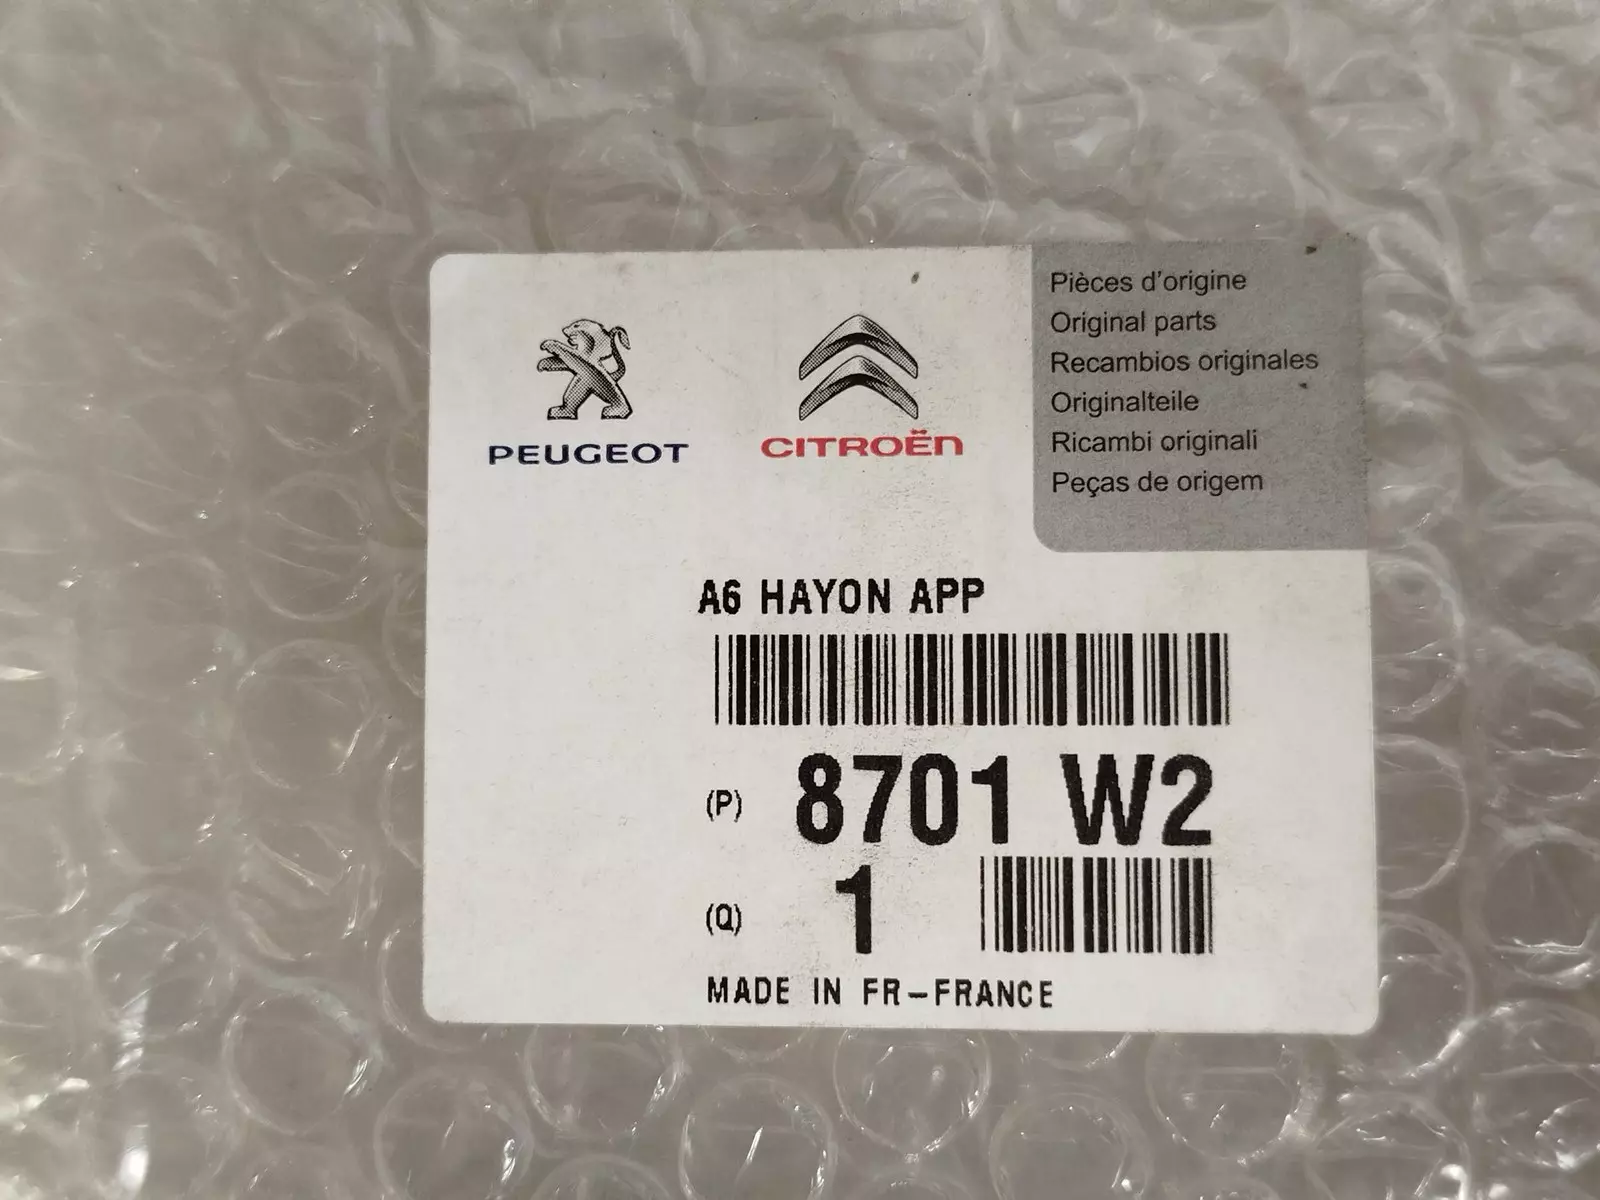 PEUGEOT
CITROËN
Pièces d'origine
Original parts
Recambios originales
Originalteile
Ricambi originali
Peças de origem
A6 HAYON APP
(P) 8701 W2
(Q) 1
MADE IN FR-FRANCE